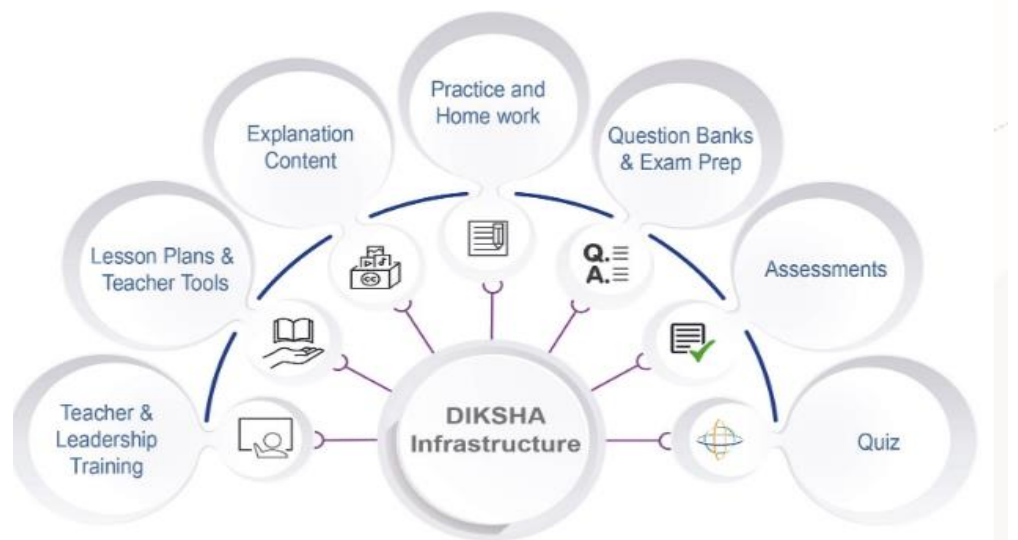 Practice and
Home work
Explanation
Content
Question Banks
& Exam Prep
Lesson Plans &
Teacher Tools
Q.
A.
Assessments
Teacher &
Leadership
Training
DIKSHA
Infrastructure
Quiz
cc